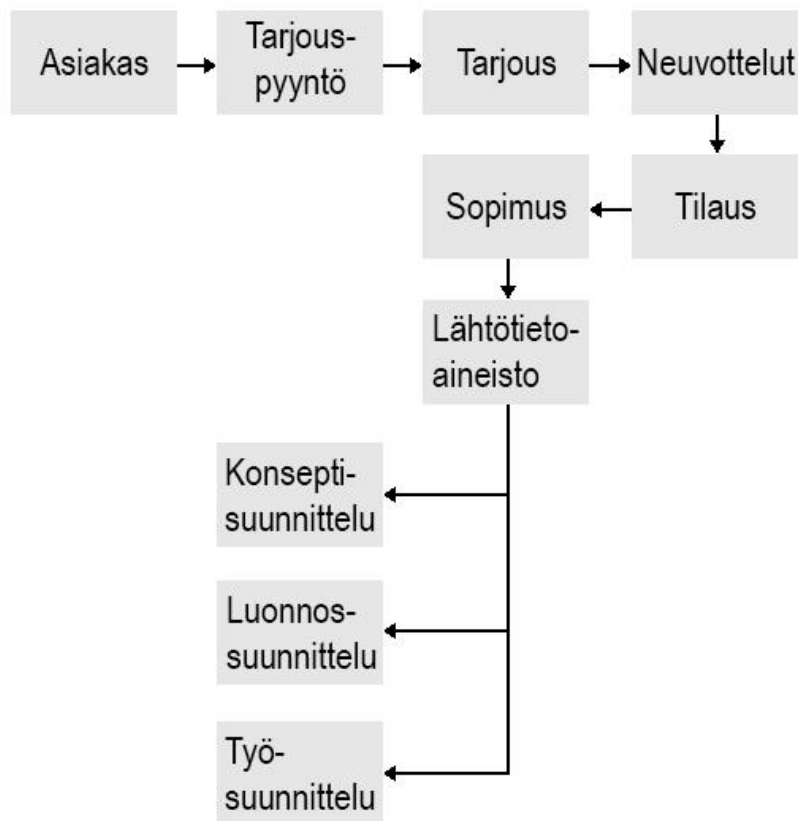 Asiakas
Tarjous-
pyyntö
Tarjous
Neuvottelut
Sopimus
Tilaus
Lähtötieto-
aineisto
Konsepti-
suunnittelu
Luonnos-
suunnittelu
Työ-
suunnittelu